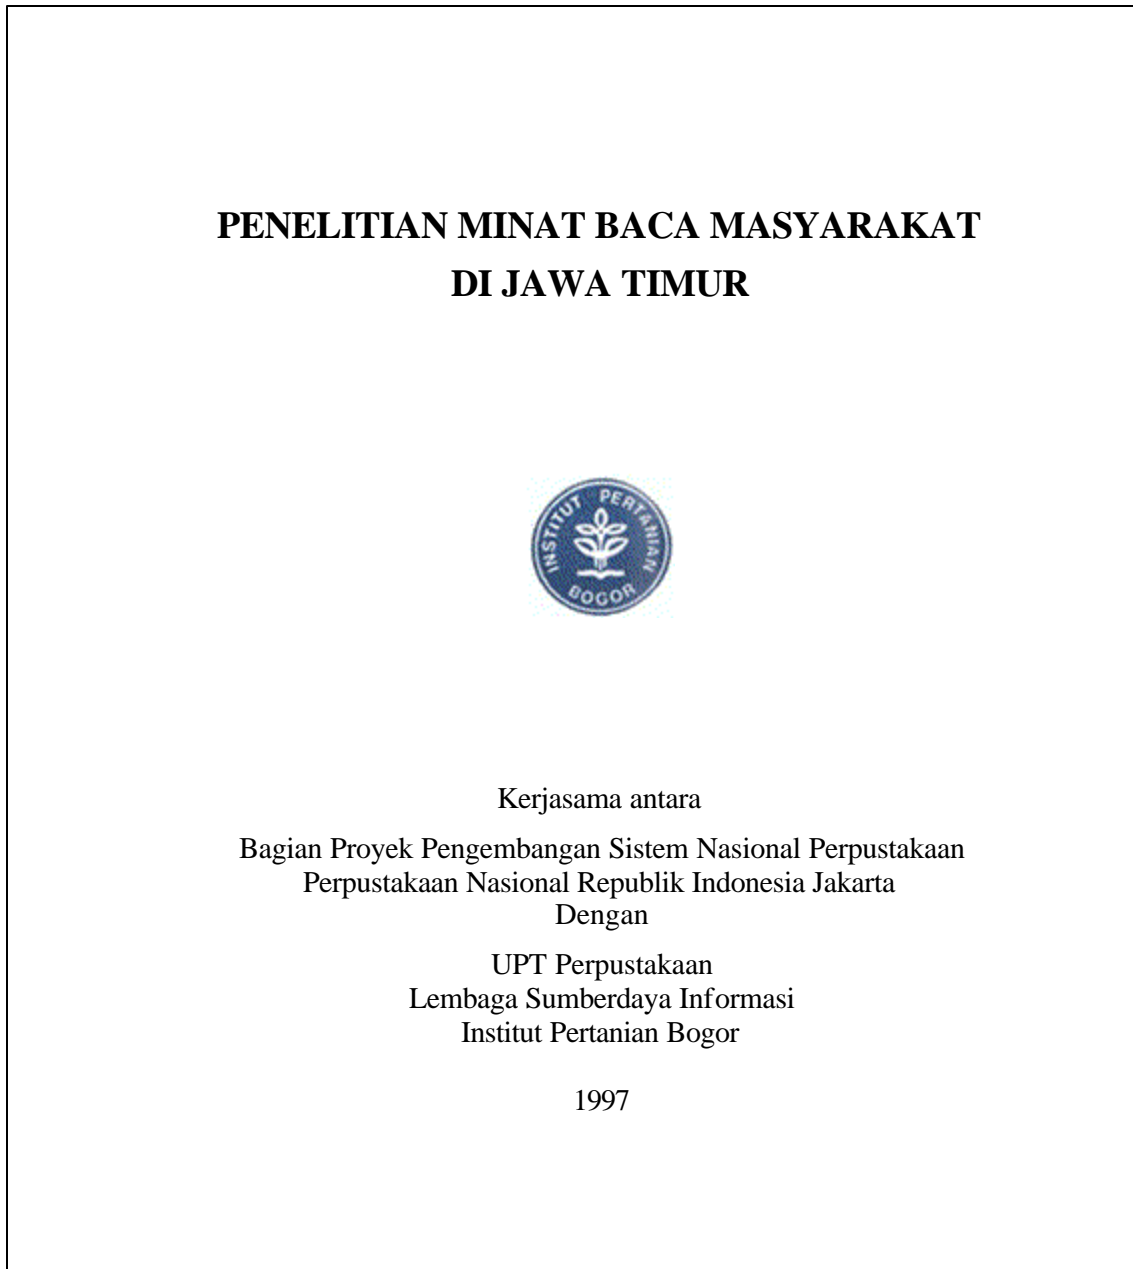 PENELITIAN MINAT BACA MASYARAKAT
DI JAWA TIMUR
INSTITUT PERTANIAN
BOGOR
Kerjasama antara
Bagian Proyek Pengembangan Sistem Nasional Perpustakaan
Perpustakaan Nasional Republik Indonesia Jakarta
Dengan
UPT Perpustakaan
Lembaga Sumberdaya Informasi
Institut Pertanian Bogor
1997